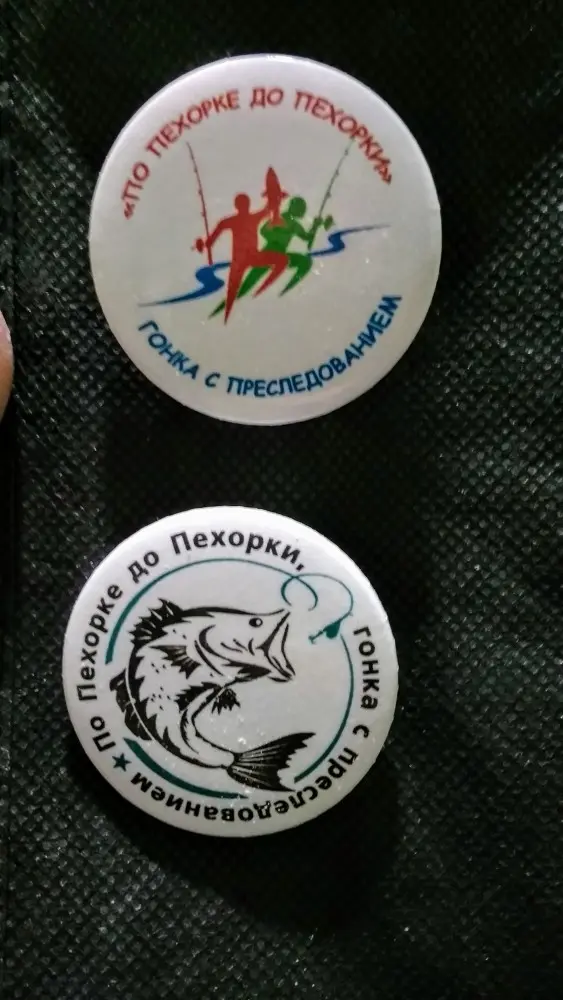 «ПО ПЕХОРКЕ ДО ПЕХОРКИ»
ГОНКА С ПРЕСЛЕДОВАНИЕМ
По Пехорке до Пехорки,
гонка с преследованием